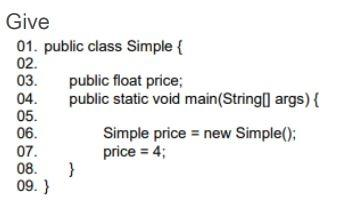 Give
01. public class Simple {
02.
03. public float price;
04. public static void main(String[] args) {
05.
06. Simple price = new Simple();
07. price = 4;
08. }
09. }